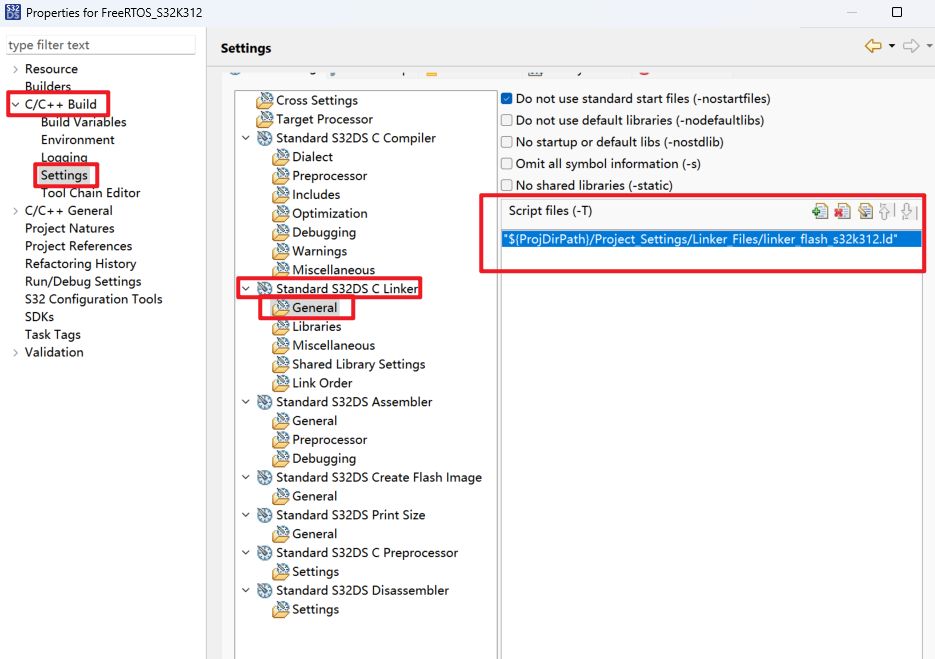 Properties for FreeRTOS_S32K312
type filter text
Settings
Resource
Builders
C/C++ Build
Build Variables
Environment
Logging
Settings
Tool Chain Editor
C/C++ General
Project Natures
Project References
Refactoring History
Run/Debug Settings
S32 Configuration Tools
SDKs
Task Tags
Validation
Cross Settings
Target Processor
Standard S32DS C Compiler
Dialect
Preprocessor
Includes
Optimization
Debugging
Warnings
Miscellaneous
Standard S32DS C Linker
General
Libraries
Miscellaneous
Shared Library Settings
Link Order
Standard S32DS Assembler
General
Preprocessor
Debugging
Standard S32DS Create Flash Image
General
Standard S32DS Print Size
General
Standard S32DS C Preprocessor
Settings
Standard S32DS Disassembler
Settings
Do not use standard start files (-nostartfiles)
Do not use default libraries (-nodefaultlibs)
No startup or default libs (-nostdlib)
Omit all symbol information (-s)
No shared libraries (-static)
Script files (-T)
"${ProjDirPath}/Project_Settings/Linker_Files/linker_flash_s32k312.ld"